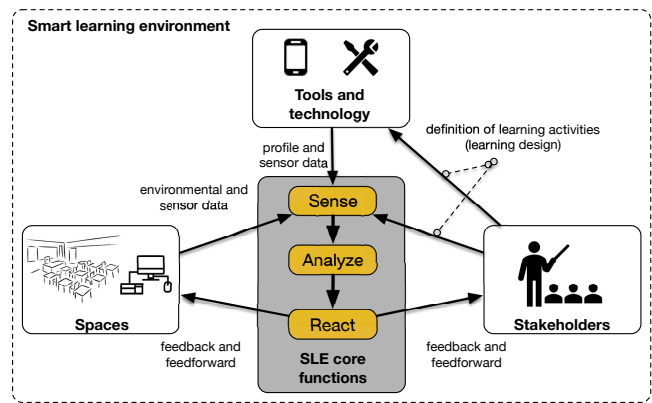 Smart learning environment
Tools and
technology
definition of learning activities
(learning design)
profile and
sensor data
environmental and
sensor data
Sense
Analyze
React
Spaces
Stakeholders
feedback and
feedforward
SLE core
functions
feedback and
feedforward